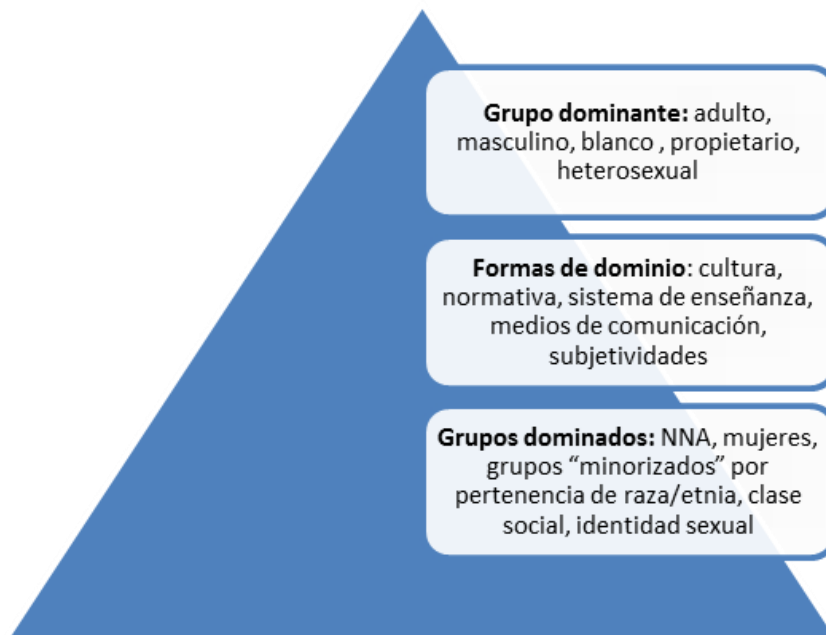 Grupo dominante: adulto,
masculino, blanco , propietario,
heterosexual
Formas de dominio: cultura,
normativa, sistema de enseñanza,
medios de comunicación,
subjetividades
Grupos dominados: NNA, mujeres,
grupos “minorizados” por
pertenencia de raza/etnia, clase
social, identidad sexual